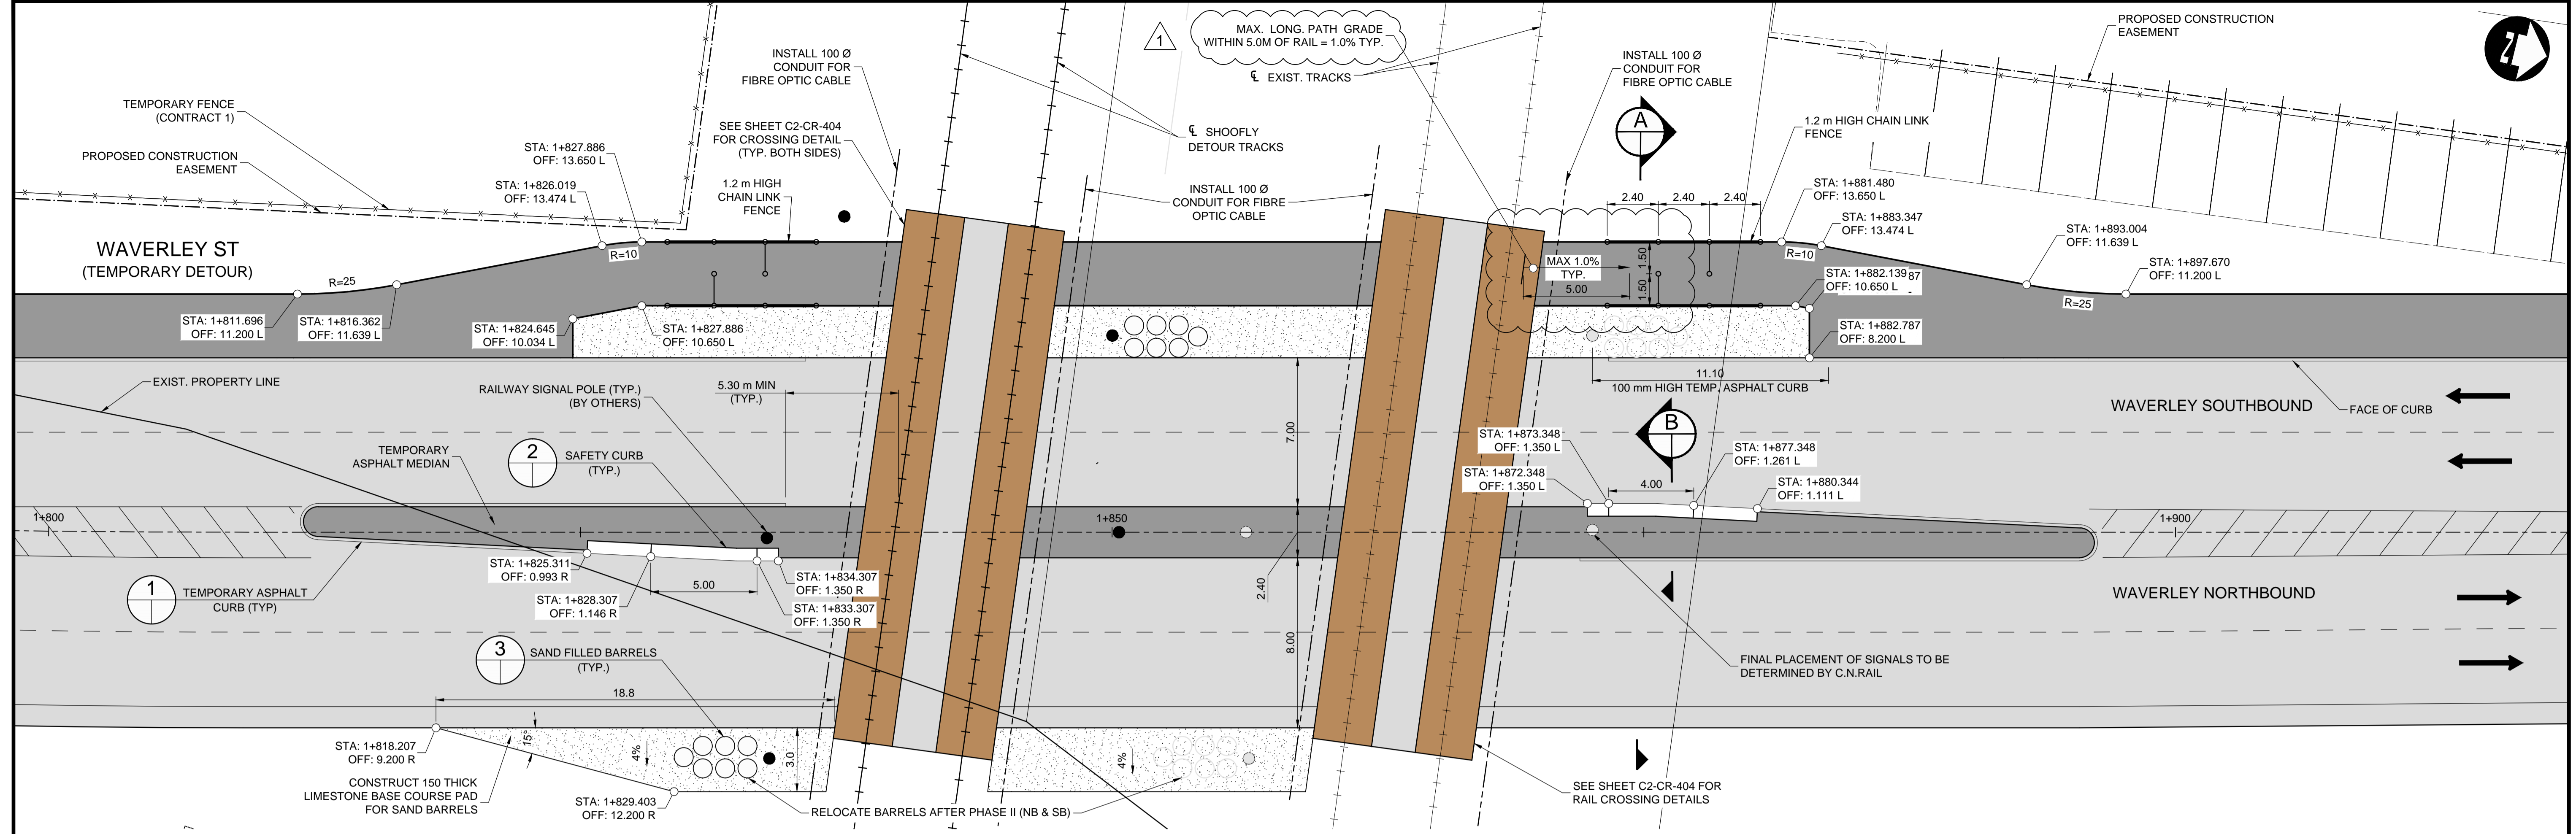 PROPOSED CONSTRUCTION
EASEMENT
N
1
MAX. LONG. PATH GRADE
WITHIN 5.0M OF RAIL = 1.0% TYP.
℄ EXIST. TRACKS
INSTALL 100 Ø
CONDUIT FOR
FIBRE OPTIC CABLE
INSTALL 100 Ø
CONDUIT FOR
FIBRE OPTIC CABLE
TEMPORARY FENCE
(CONTRACT 1)
PROPOSED CONSTRUCTION
EASEMENT
SEE SHEET C2-CR-404
FOR CROSSING DETAIL
(TYP. BOTH SIDES)
℄ SHOOFLY
DETOUR TRACKS
A
1.2 m HIGH CHAIN LINK
FENCE
STA: 1+827.886
OFF: 13.650 L
STA: 1+826.019
OFF: 13.474 L
1.2 m HIGH
CHAIN LINK
FENCE
INSTALL 100 Ø
CONDUIT FOR FIBRE
OPTIC CABLE
2.40
2.40
2.40
STA: 1+881.480
OFF: 13.650 L
STA: 1+883.347
OFF: 13.474 L
STA: 1+893.004
OFF: 11.639 L
WAVERLEY ST
(TEMPORARY DETOUR)
R=10
R=25
MAX 1.0%
TYP.
5.00
1.50
1.50
R=10
STA: 1+882.139
OFF: 10.650 L
87
STA: 1+897.670
OFF: 11.200 L
R=25
STA: 1+811.696
OFF: 11.200 L
STA: 1+816.362
OFF: 11.639 L
STA: 1+824.645
OFF: 10.034 L
STA: 1+827.886
OFF: 10.650 L
STA: 1+882.787
OFF: 8.200 L
EXIST. PROPERTY LINE
RAILWAY SIGNAL POLE (TYP.)
(BY OTHERS)
5.30 m MIN
(TYP.)
11.10
100 mm HIGH TEMP. ASPHALT CURB
WAVERLEY SOUTHBOUND
FACE OF CURB
7.00
B
TEMPORARY
ASPHALT MEDIAN
2
SAFETY CURB
(TYP.)
STA: 1+873.348
OFF: 1.350 L
STA: 1+872.348
OFF: 1.350 L
STA: 1+877.348
OFF: 1.261 L
4.00
STA: 1+880.344
OFF: 1.111 L
1+800
1+850
1+900
STA: 1+825.311
OFF: 0.993 R
STA: 1+828.307
OFF: 1.146 R
5.00
STA: 1+834.307
OFF: 1.350 R
STA: 1+833.307
OFF: 1.350 R
2.40
1
TEMPORARY ASPHALT
CURB (TYP)
WAVERLEY NORTHBOUND
3
SAND FILLED BARRELS
(TYP.)
8.00
FINAL PLACEMENT OF SIGNALS TO BE
DETERMINED BY C.N.RAIL
18.8
15°
4%
3.0
4%
STA: 1+818.207
OFF: 9.200 R
CONSTRUCT 150 THICK
LIMESTONE BASE COURSE PAD
FOR SAND BARRELS
STA: 1+829.403
OFF: 12.200 R
RELOCATE BARRELS AFTER PHASE II (NB & SB)
SEE SHEET C2-CR-404 FOR
RAIL CROSSING DETAILS